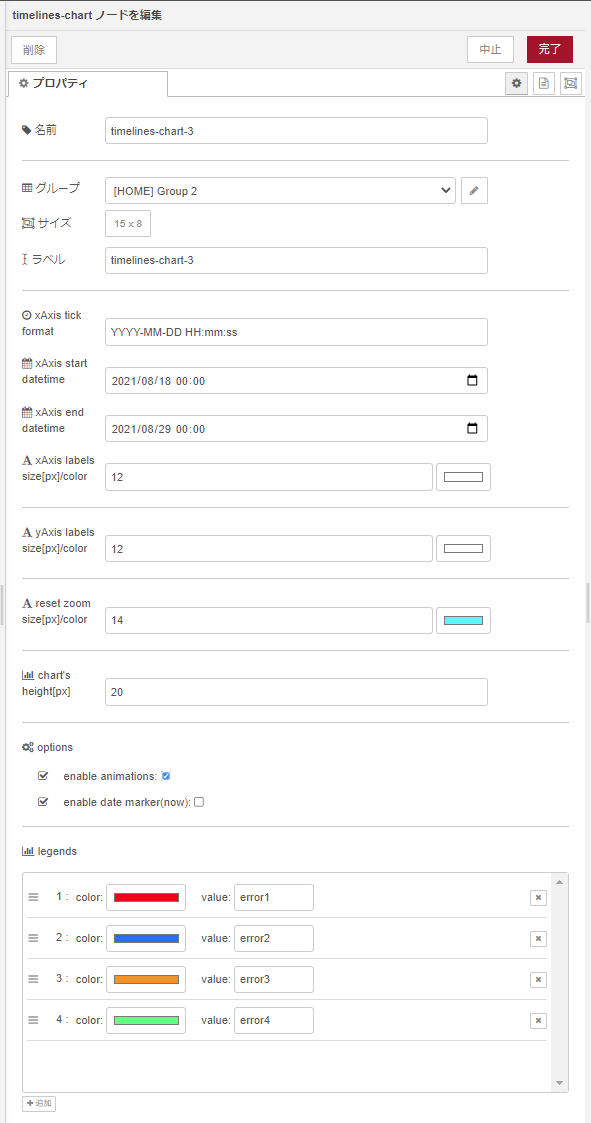 timelines-chart ノードを編集
削除
中止
完了
プロパティ
名前
timelines-chart-3
グループ
[HOME] Group 2
サイズ
15 x 8
ラベル
timelines-chart-3
xAxis tick
format
YYYY-MM-DD HH:mm:ss
xAxis start
datetime
2021/08/18 00:00
xAxis end
datetime
2021/08/29 00:00
xAxis labels
size[px]/color
12
yAxis labels
size[px]/color
12
reset zoom
size[px]/color
14
chart's
height[px]
20
options
enable animations:
enable date marker(now):
legends
1 : color: value: error1
2 : color: value: error2
3 : color: value: error3
4 : color: value: error4
追加